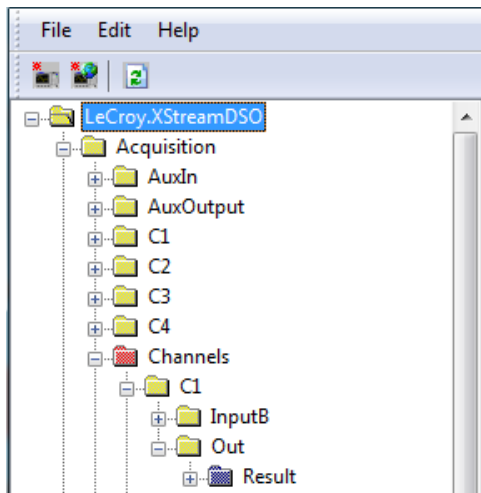 File Edit Help
LeCroy.XStreamDSO
Acquisition
AuxIn
AuxOutput
C1
C2
C3
C4
Channels
C1
InputB
Out
Result